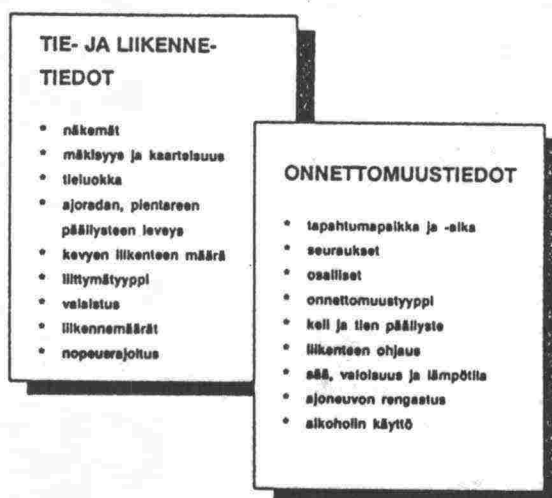 TIE- JA LIIKENNE-
TIEDOT
* näkemät
* mäkisyys ja kaarteisuus
* tieluokka
* ajoradan, pientareen
päällysteen leveys
* kevyen liikenteen määrä
* liittymätyyppi
* valaistus
* liikennemäärät
* nopeusrajoitus
ONNETTOMUUSTIEDOT
* tapahtumapaikka ja -aika
* seuraukset
* osalliset
* onnettomuustyyppi
* keli ja tien päällyste
* liikenteen ohjaus
* sää, valoisuus ja lämpötila
* ajoneuvon rengastus
* alkoholin käyttö